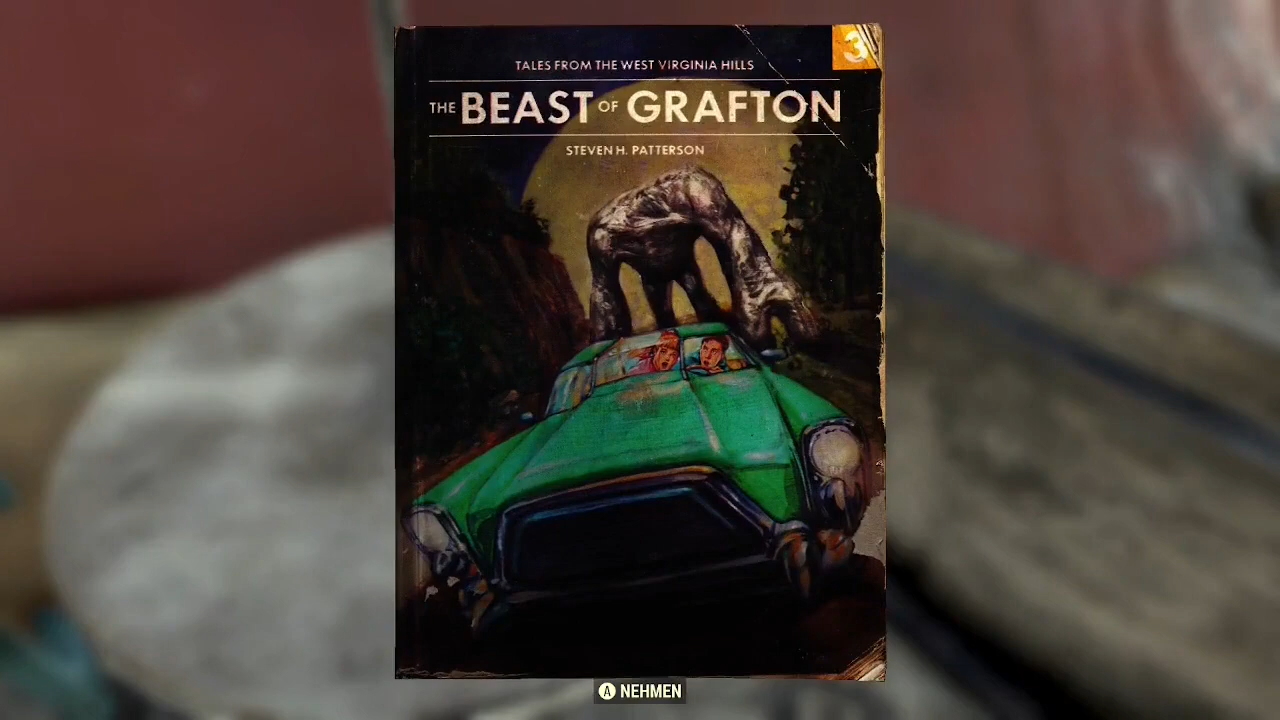 3
TALES FROM THE WEST VIRGINIA HILLS
THE BEAST OF GRAFTON
STEVEN H. PATTERSON
A NEHMEN